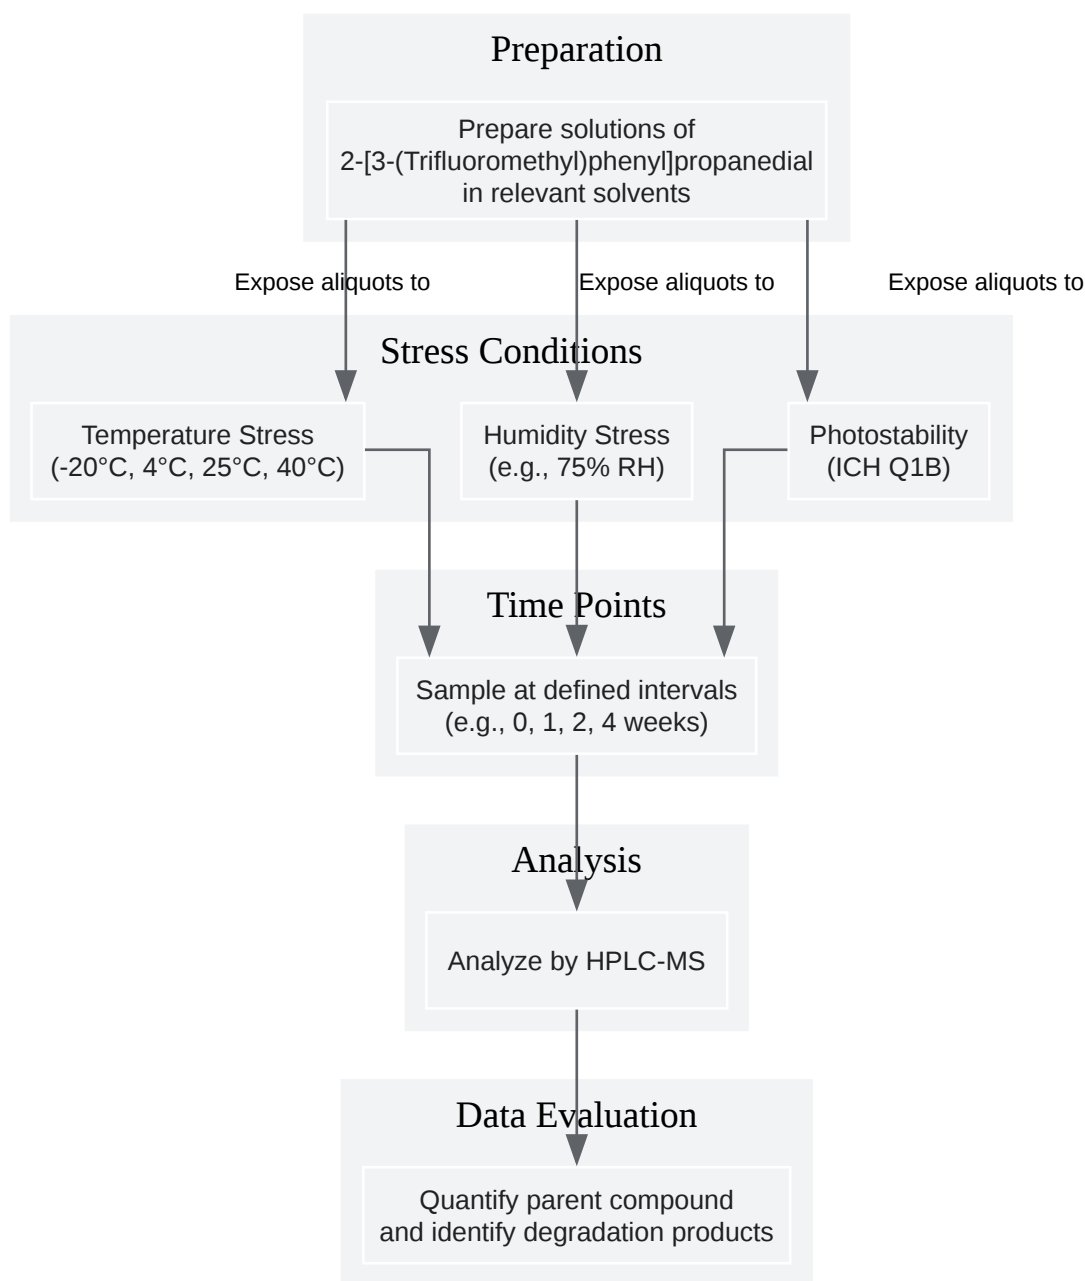 Preparation
Prepare solutions of
2-[3-(Trifluoromethyl)phenyl]propanedial
in relevant solvents
Expose aliquots to
Expose aliquots to
Expose aliquots to
Stress Conditions
Temperature Stress
(-20°C, 4°C, 25°C, 40°C)
Humidity Stress
(e.g., 75% RH)
Photostability
(ICH Q1B)
Time Points
Sample at defined intervals
(e.g., 0, 1, 2, 4 weeks)
Analysis
Analyze by HPLC-MS
Data Evaluation
Quantify parent compound
and identify degradation products